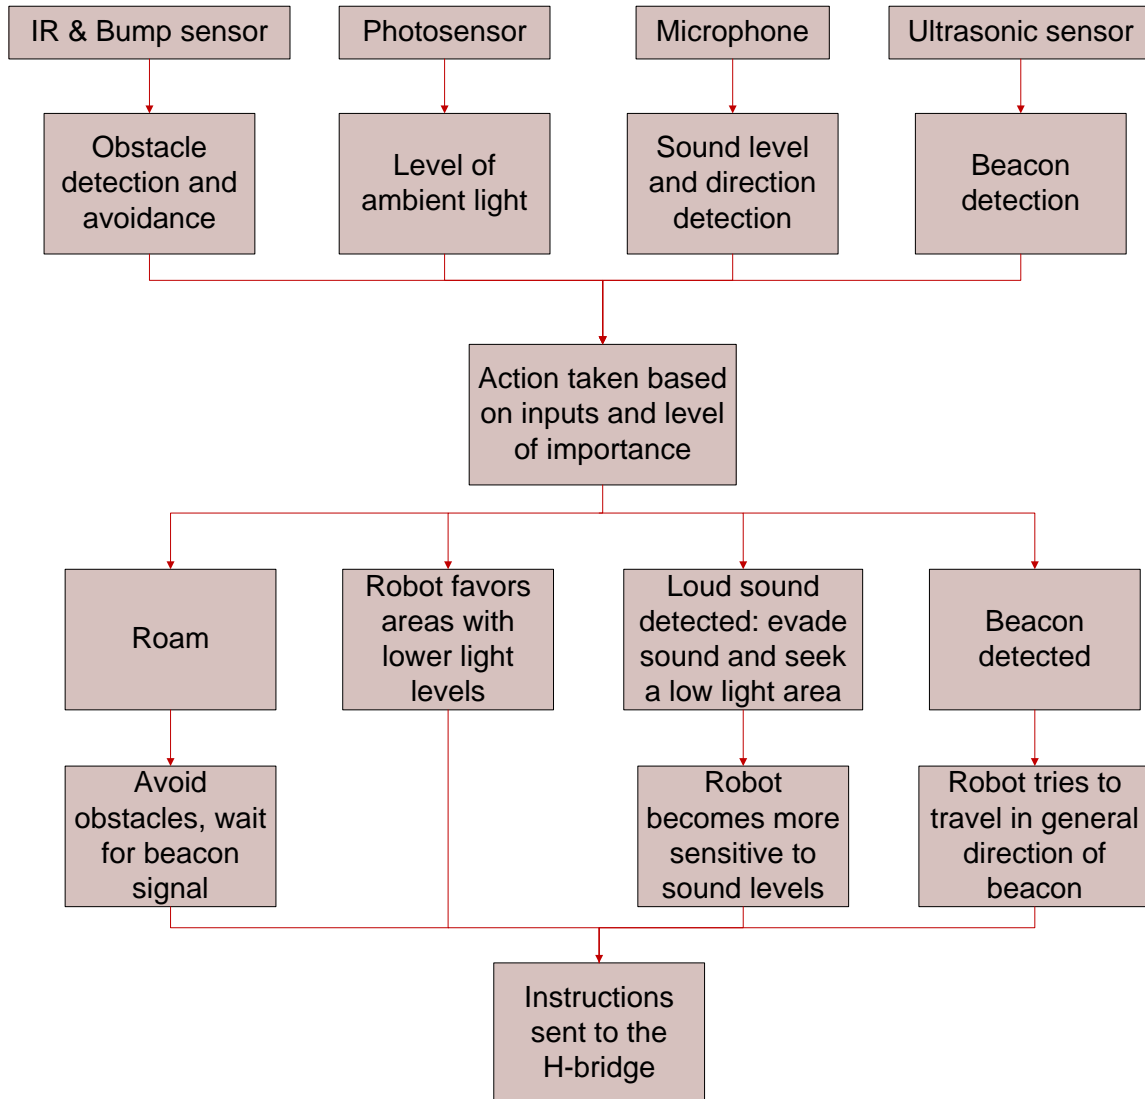 IR & Bump sensor
Photosensor
Microphone
Ultrasonic sensor
Obstacle
detection and
avoidance
Level of
ambient light
Sound level
and direction
detection
Beacon
detection
Action taken based
on inputs and level
of importance
Roam
Robot favors
areas with
lower light
levels
Loud sound
detected: evade
sound and seek
a low light area
Beacon
detected
Avoid
obstacles, wait
for beacon
signal
Robot
becomes more
sensitive to
sound levels
Robot tries to
travel in general
direction of
beacon
Instructions
sent to the
H-bridge